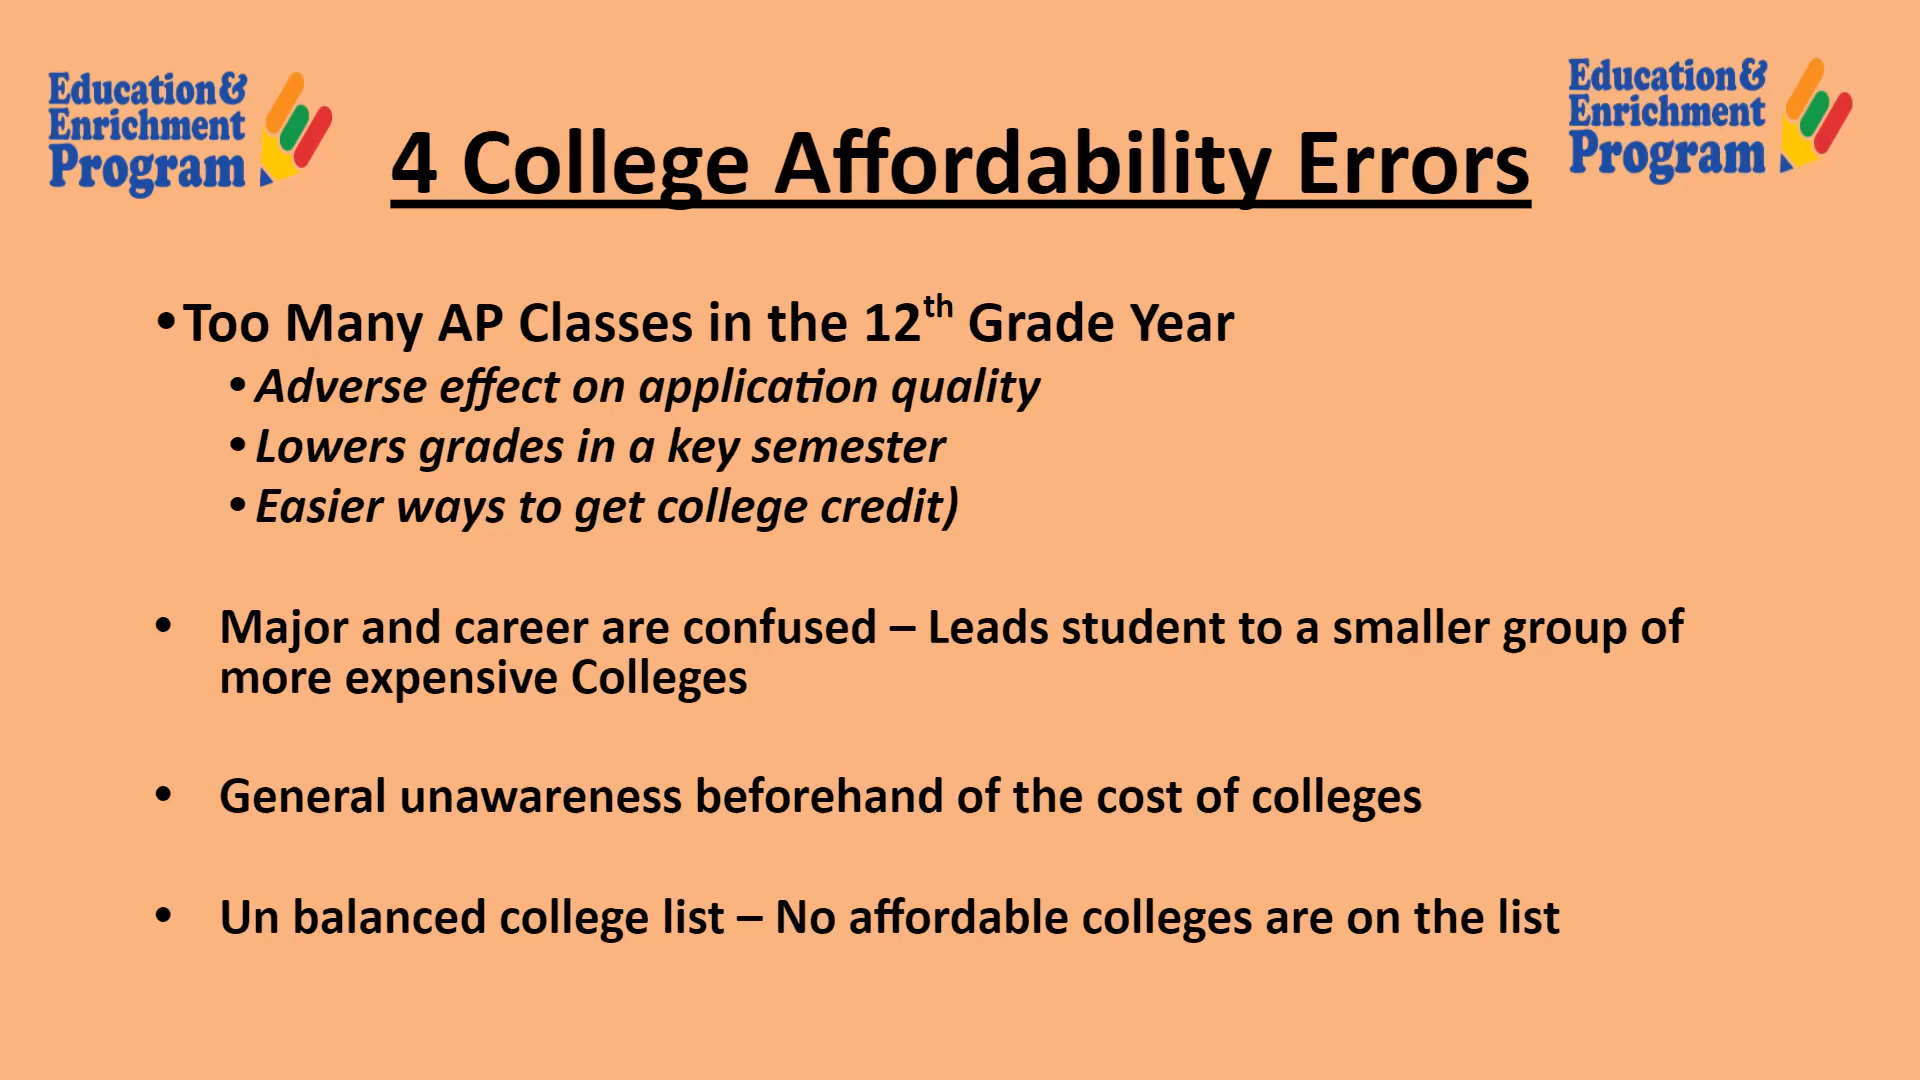 Education&
Enrichment
Program
Education&
Enrichment
Program
4 College Affordability Errors
•Too Many AP Classes in the 12th Grade Year
•Adverse effect on application quality
•Lowers grades in a key semester
•Easier ways to get college credit)
• Major and career are confused – Leads student to a smaller group of
more expensive Colleges
• General unawareness beforehand of the cost of colleges
• Un balanced college list – No affordable colleges are on the list